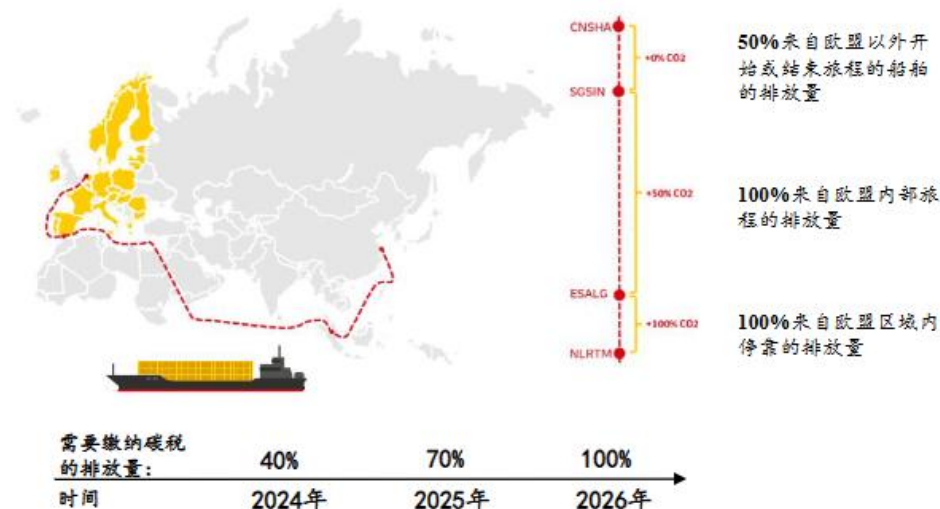 CNSHA
+0% CO2
SGSIN
+50% CO2
ESALG
+100% CO2
NLRTM
50%来自欧盟以外开
始或结束旅程的船舶
的排放量
100%来自欧盟内部旅
程的排放量
100%来自欧盟区域内
停靠的排放量
需要缴纳碳税
的排放量：
40%
70%
100%
时间
2024年
2025年
2026年